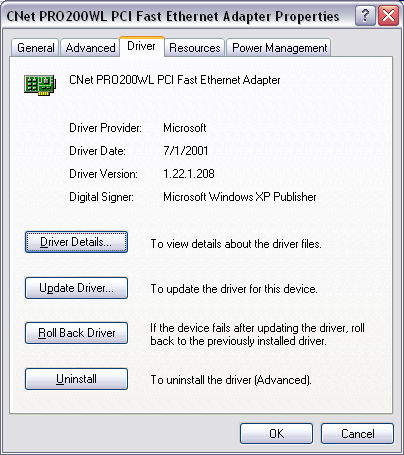 CNet PRO200WL PCI Fast Ethernet Adapter Properties
General Advanced Driver Resources Power Management
CNet PRO200WL PCI Fast Ethernet Adapter
Driver Provider: Microsoft
Driver Date: 7/1/2001
Driver Version: 1.22.1.208
Digital Signer: Microsoft Windows XP Publisher
Driver Details... To view details about the driver files.
Update Driver... To update the driver for this device.
Roll Back Driver If the device fails after updating the driver, roll
back to the previously installed driver.
Uninstall To uninstall the driver (Advanced).
OK Cancel